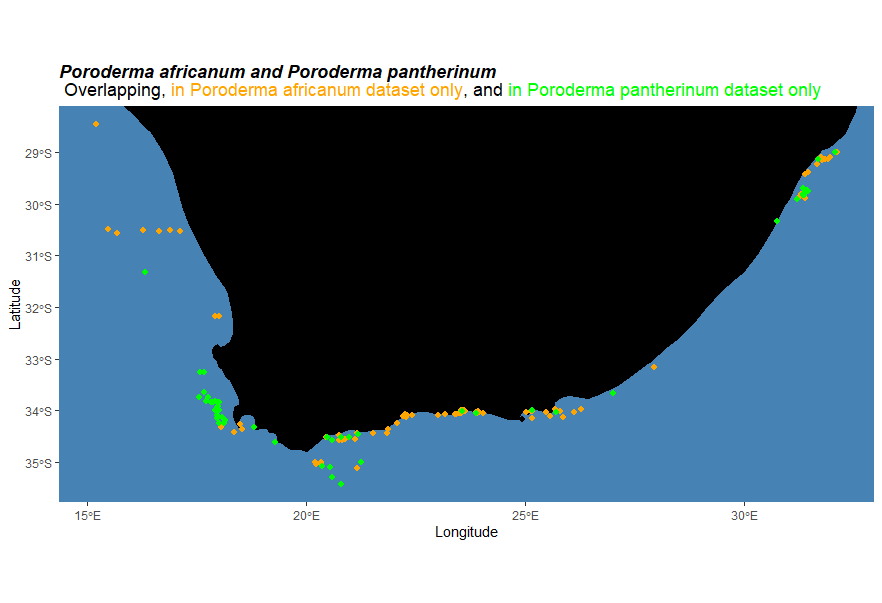 Poroderma africanum and Poroderma pantherinum
Overlapping, in Poroderma africanum dataset only, and in Poroderma pantherinum dataset only
29°S
30°S
31°S
32°S
33°S
34°S
35°S
Latitude
15°E
20°E
25°E
30°E
Longitude